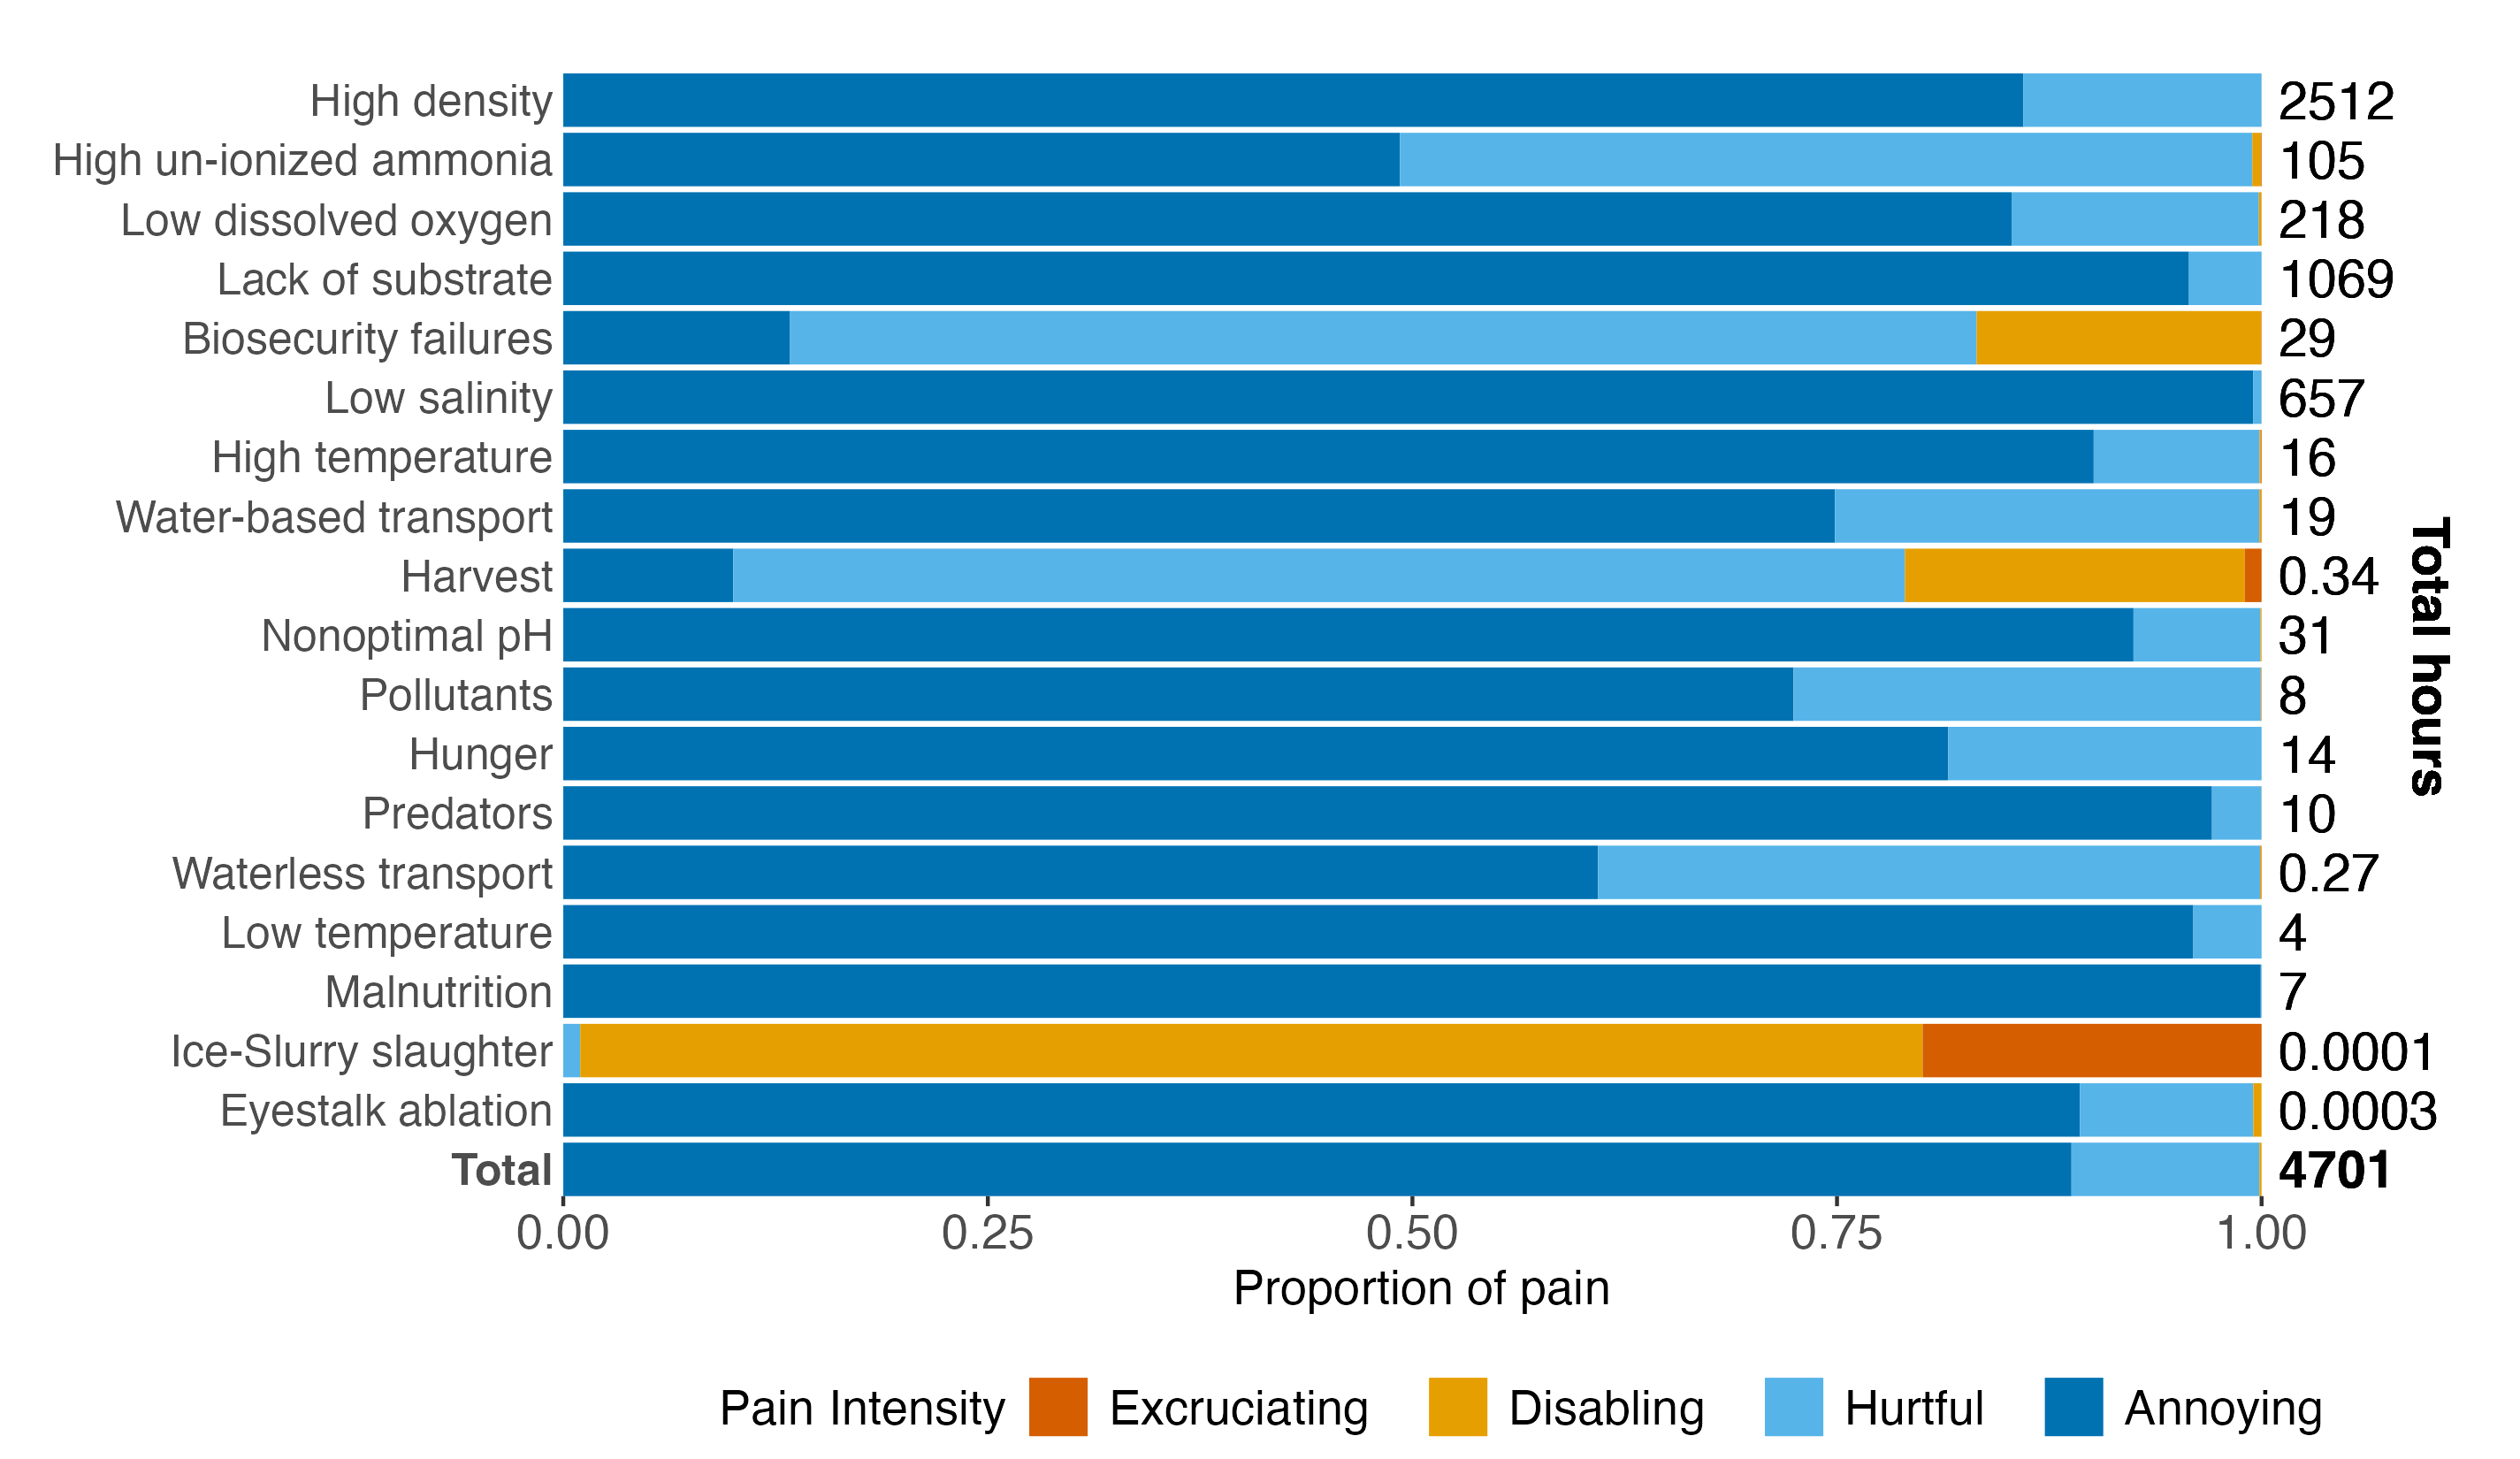 High density 2512
High un-ionized ammonia 105
Low dissolved oxygen 218
Lack of substrate 1069
Biosecurity failures 29
Low salinity 657
High temperature 16
Water-based transport 19
Harvest 0.34
Nonoptimal pH 31
Pollutants 8
Hunger 14
Predators 10
Waterless transport 0.27
Low temperature 4
Malnutrition 7
Ice-Slurry slaughter 0.0001
Eyestalk ablation 0.0003
Total 4701
Total hours
0.00 0.25 0.50 0.75 1.00
Proportion of pain
Pain Intensity Excruciating Disabling Hurtful Annoying